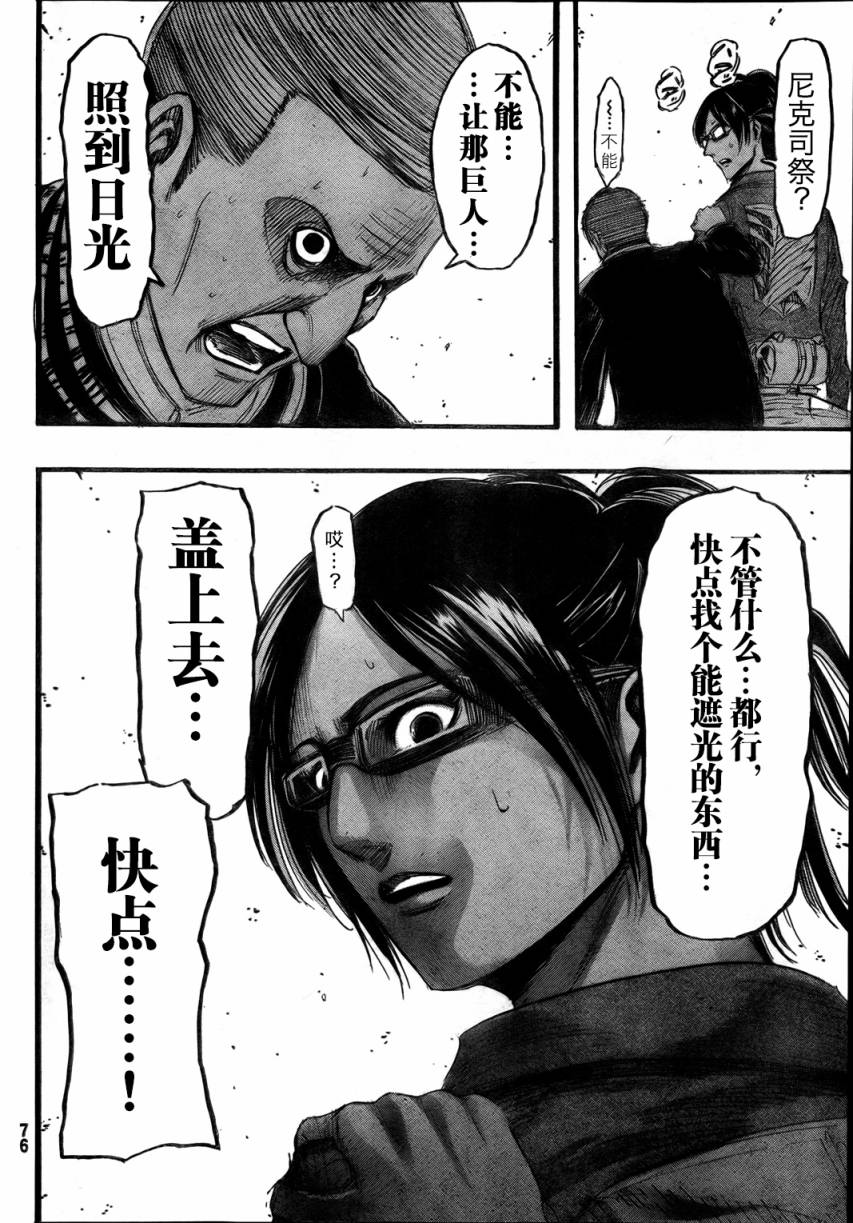 尼克司祭?
～…不能
不能…
…让那巨人…
照到日光
不管什么…都行,
快点找个能遮光的东西…
哎…?
盖上去…
快点………!
76